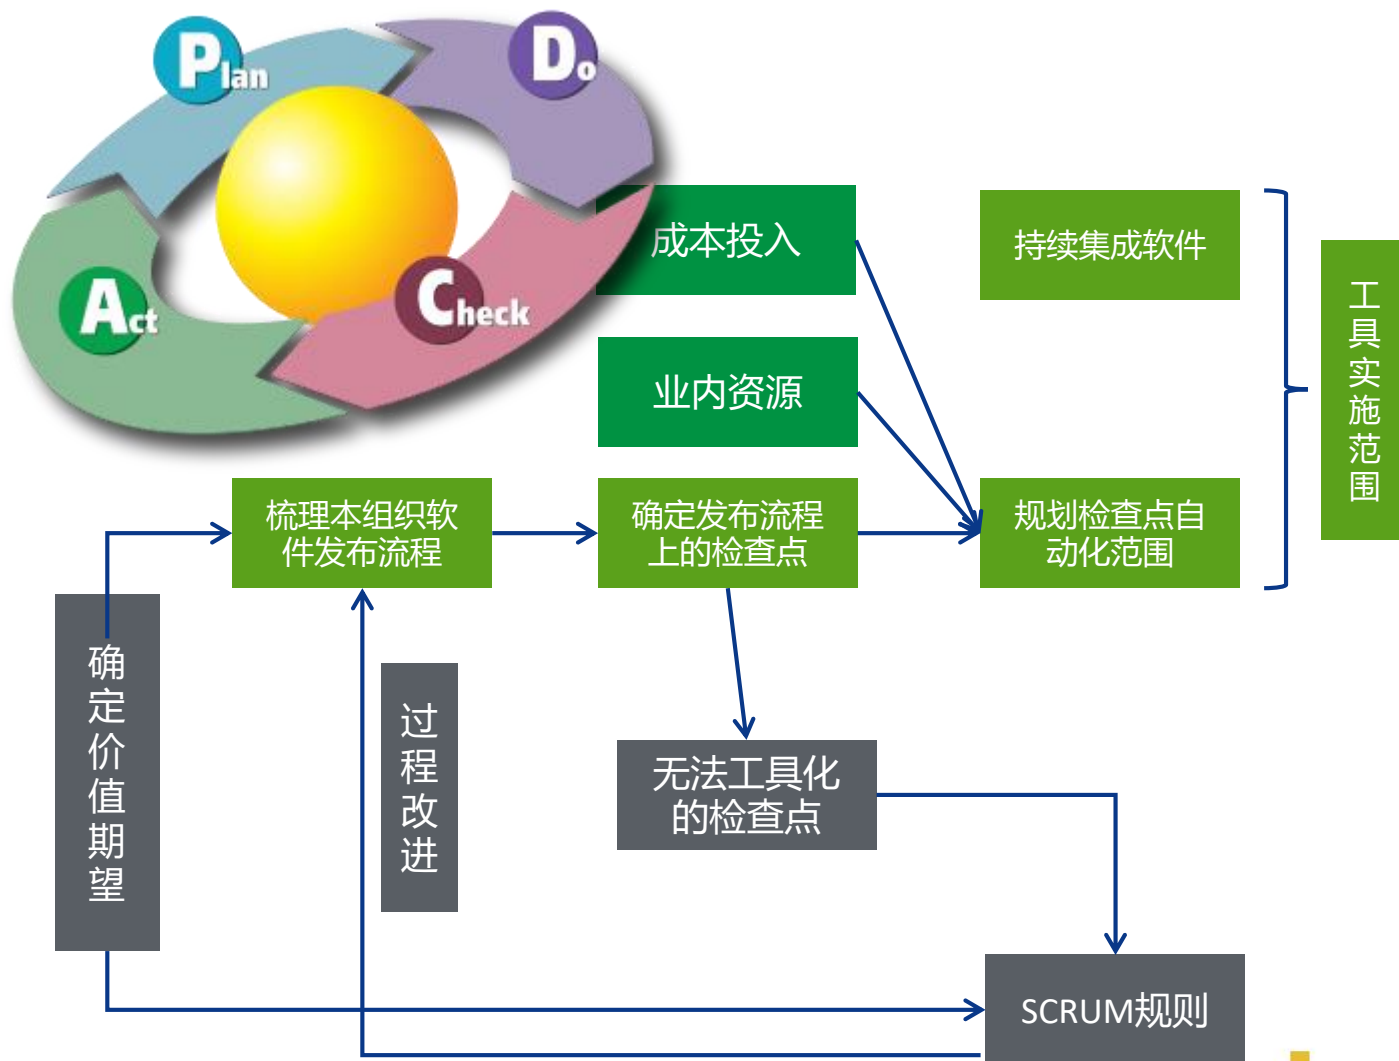 Plan
Do
Check
Act
成本投入
持续集成软件
业内资源
工具实施范围
梳理本组织软
件发布流程
确定发布流程
上的检查点
规划检查点自
动化范围
确定价值期望
过程改进
无法工具化
的检查点
SCRUM规则